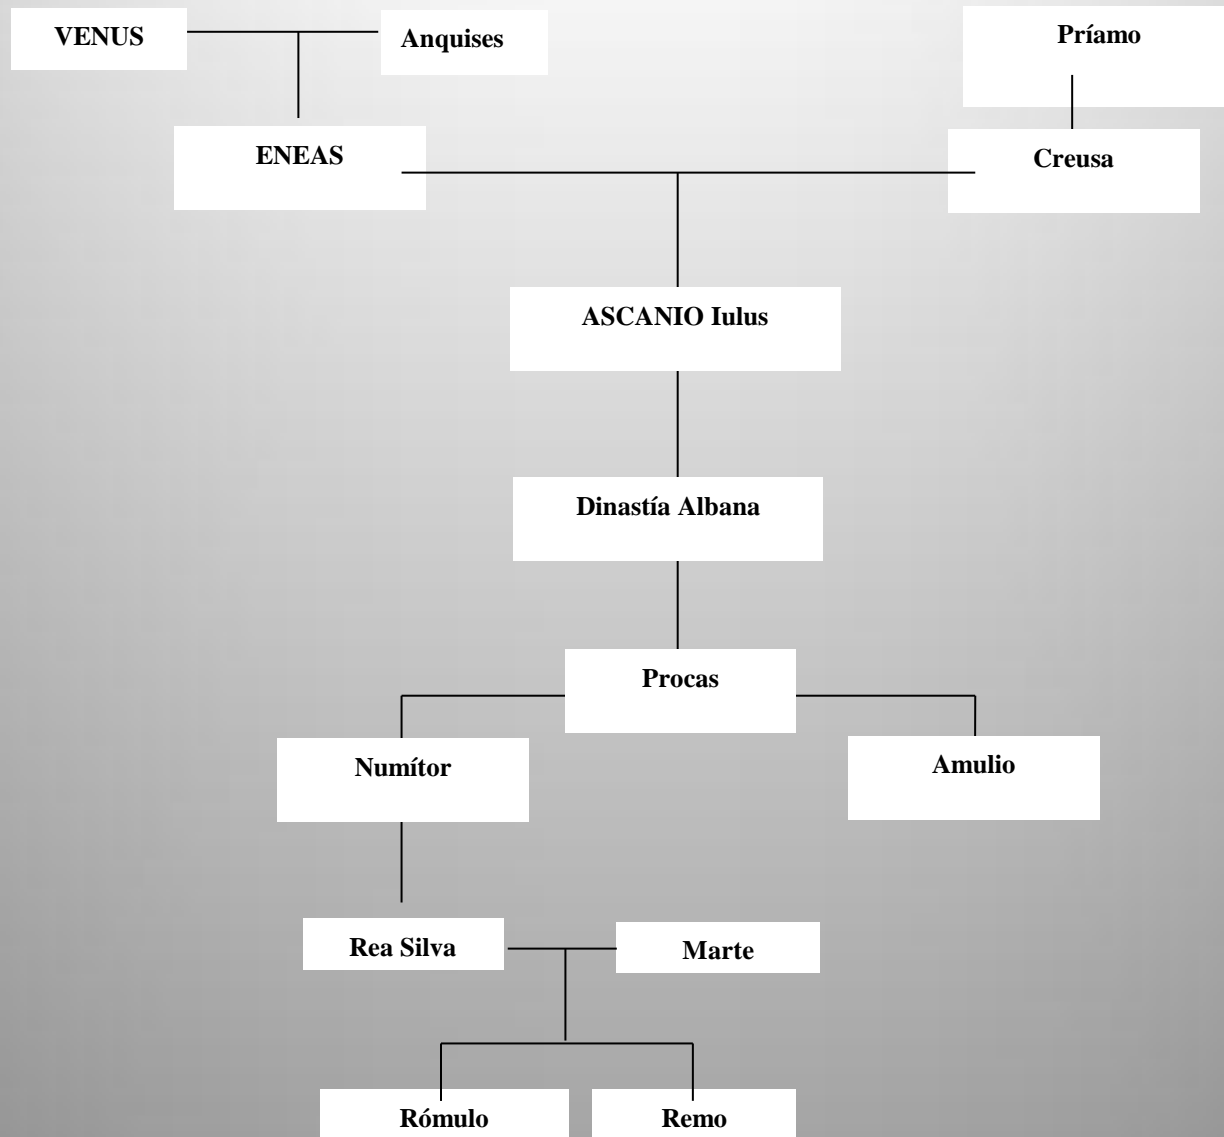 VENUS
Anquises
Príamo
ENEAS
Creusa
ASCANIO Iulus
Dinastía Albana
Procas
Numítor
Amulio
Rea Silva
Marte
Rómulo
Remo